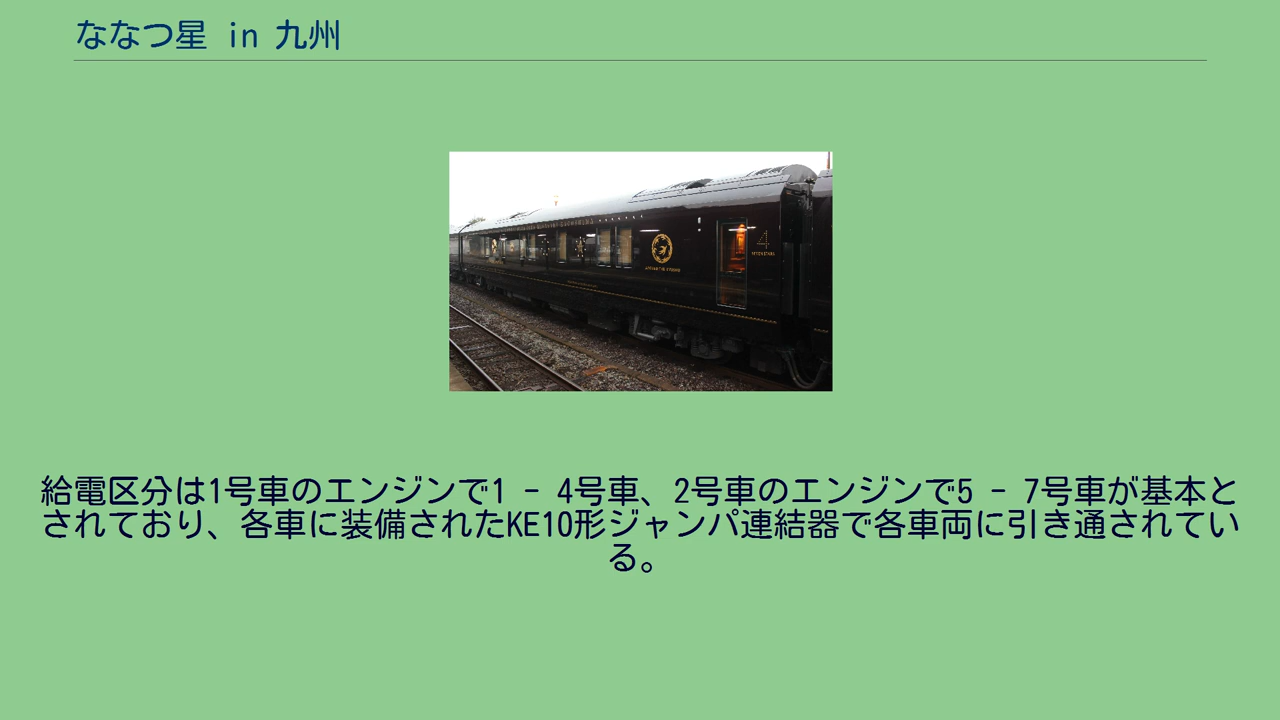 ななつ星 in 九州
4
給電区分は1号車のエンジンで1 - 4号車、2号車のエンジンで5 - 7号車が基本と
されており、各車に装備されたKE10形ジャンパ連結器で各車両に引き通されてい
る。